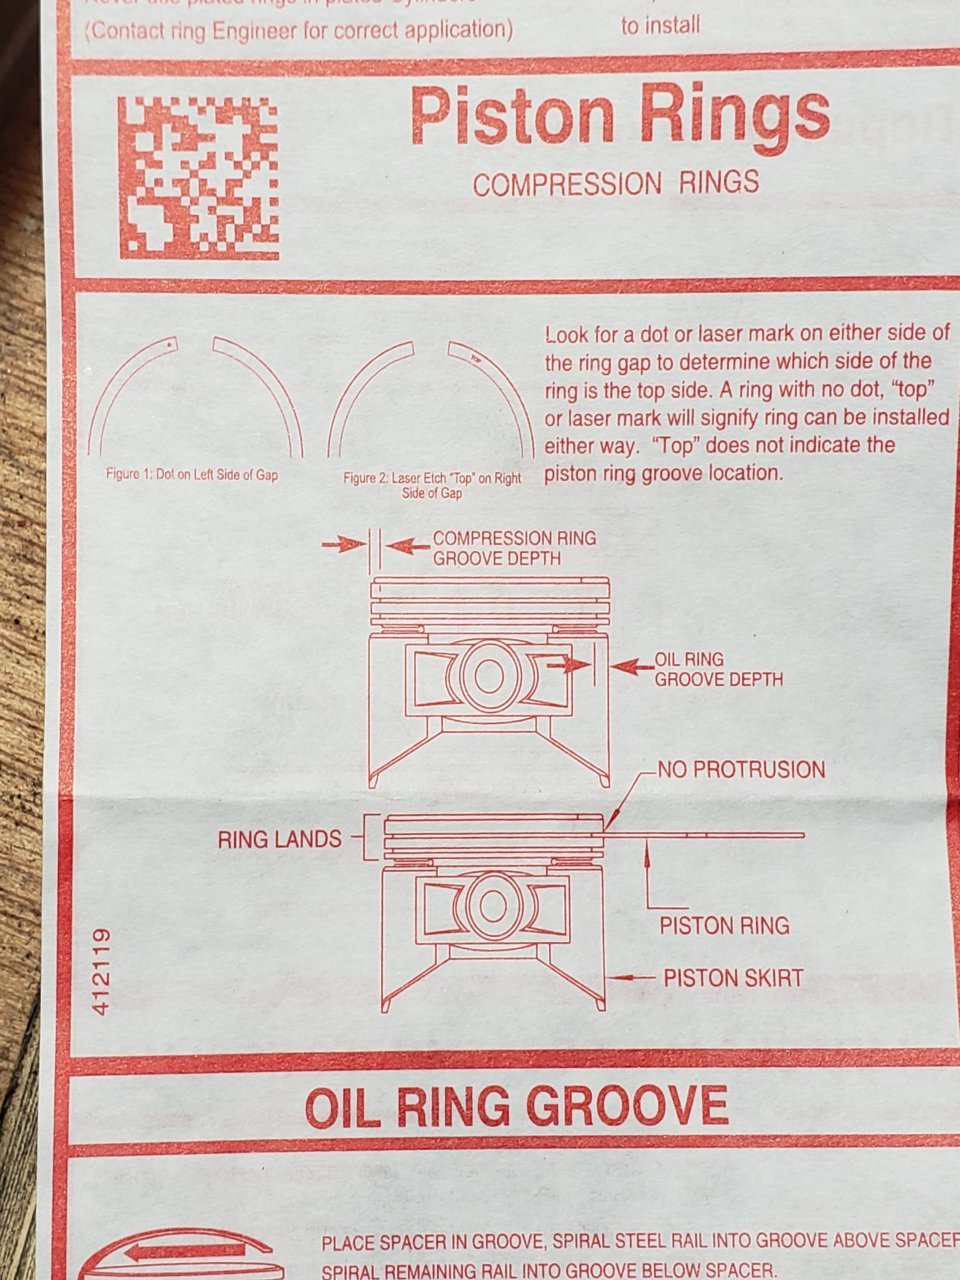 (Contact ring Engineer for correct application)
to install
Piston Rings
COMPRESSION RINGS
Look for a dot or laser mark on either side of
the ring gap to determine which side of the
ring is the top side. A ring with no dot, “top”
or laser mark will signify ring can be installed
either way. “Top” does not indicate the
piston ring groove location.
TOP
Figure 1: Dot on Left Side of Gap
Figure 2: Laser Etch “Top” on Right
Side of Gap
COMPRESSION RING
GROOVE DEPTH
OIL RING
GROOVE DEPTH
NO PROTRUSION
RING LANDS
PISTON RING
PISTON SKIRT
412119
OIL RING GROOVE
PLACE SPACER IN GROOVE, SPIRAL STEEL RAIL INTO GROOVE ABOVE SPACER
SPIRAL REMAINING RAIL INTO GROOVE BELOW SPACER.